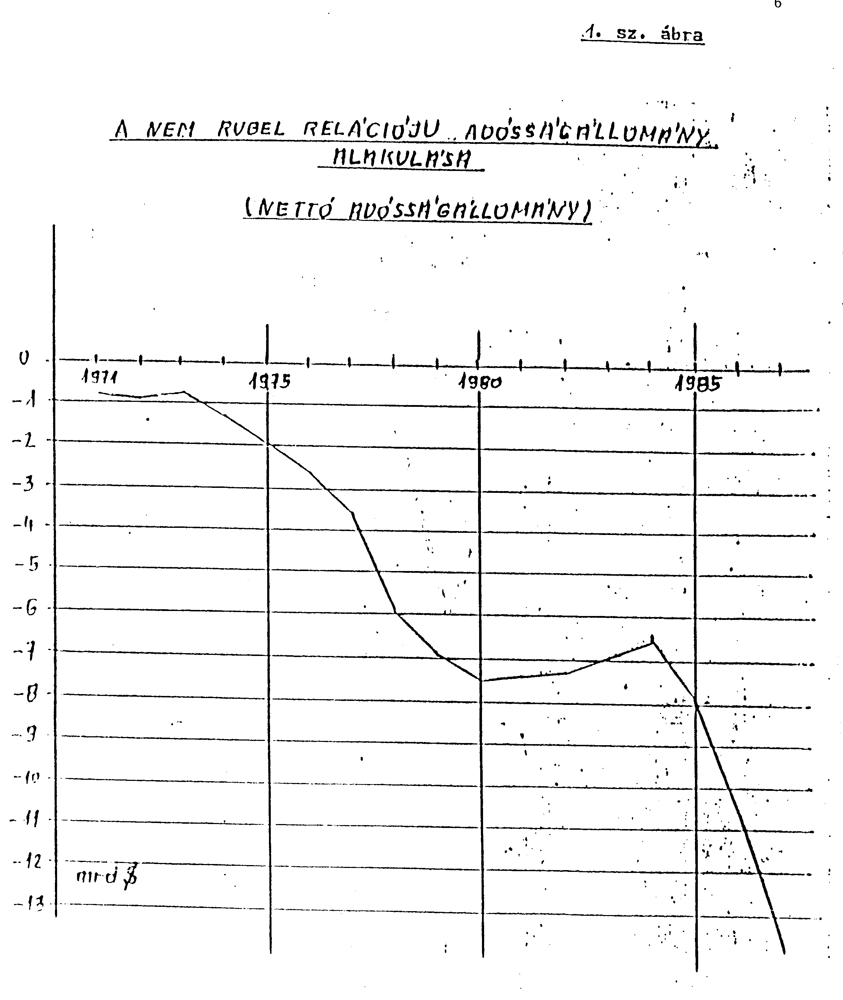 6
1. sz. ábra
A NEM RUBEL RELÁCIÓJU ADÓSSÁGÁLLOMÁNY
ALAKULÁSA
(NETTÓ ADÓSSÁGÁLLOMÁNY)
0
1971 1975 1980 1985
-1
-2
-3
-4
-5
-6
-7
-8
-9
-10
-11
-12
mrd $
-13